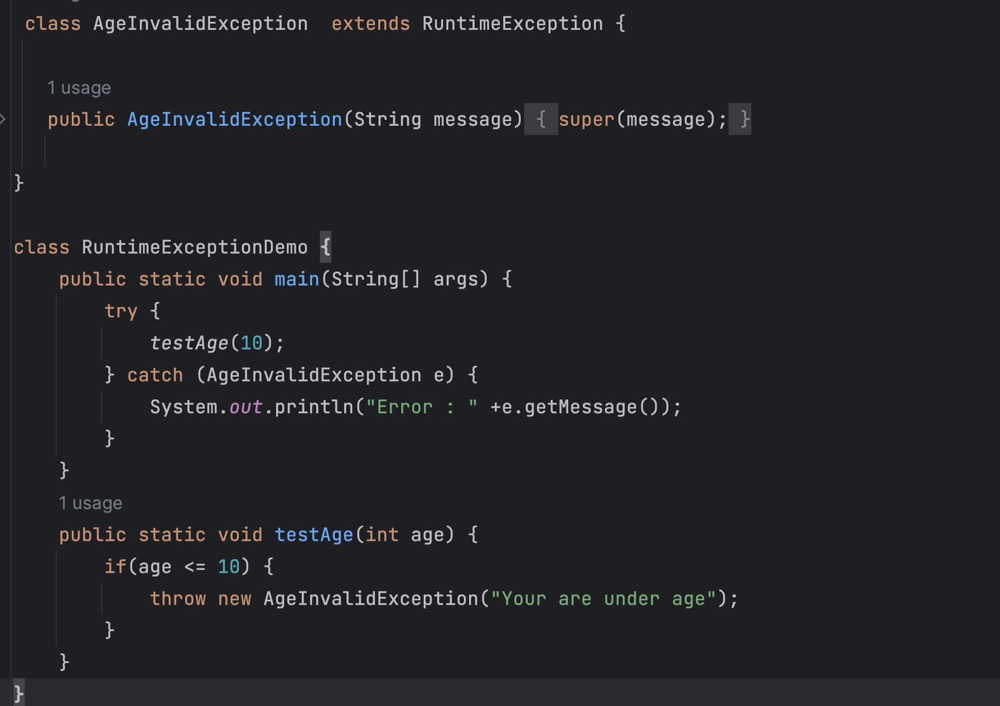 class AgeInvalidException  extends RuntimeException {
1 usage
public AgeInvalidException(String message) { super(message); }
}
class RuntimeExceptionDemo {
public static void main(String[] args) {
try {
testAge(10);
} catch (AgeInvalidException e) {
System.out.println("Error : " +e.getMessage());
}
}
1 usage
public static void testAge(int age) {
if(age <= 10) {
throw new AgeInvalidException("Your are under age");
}
}
}